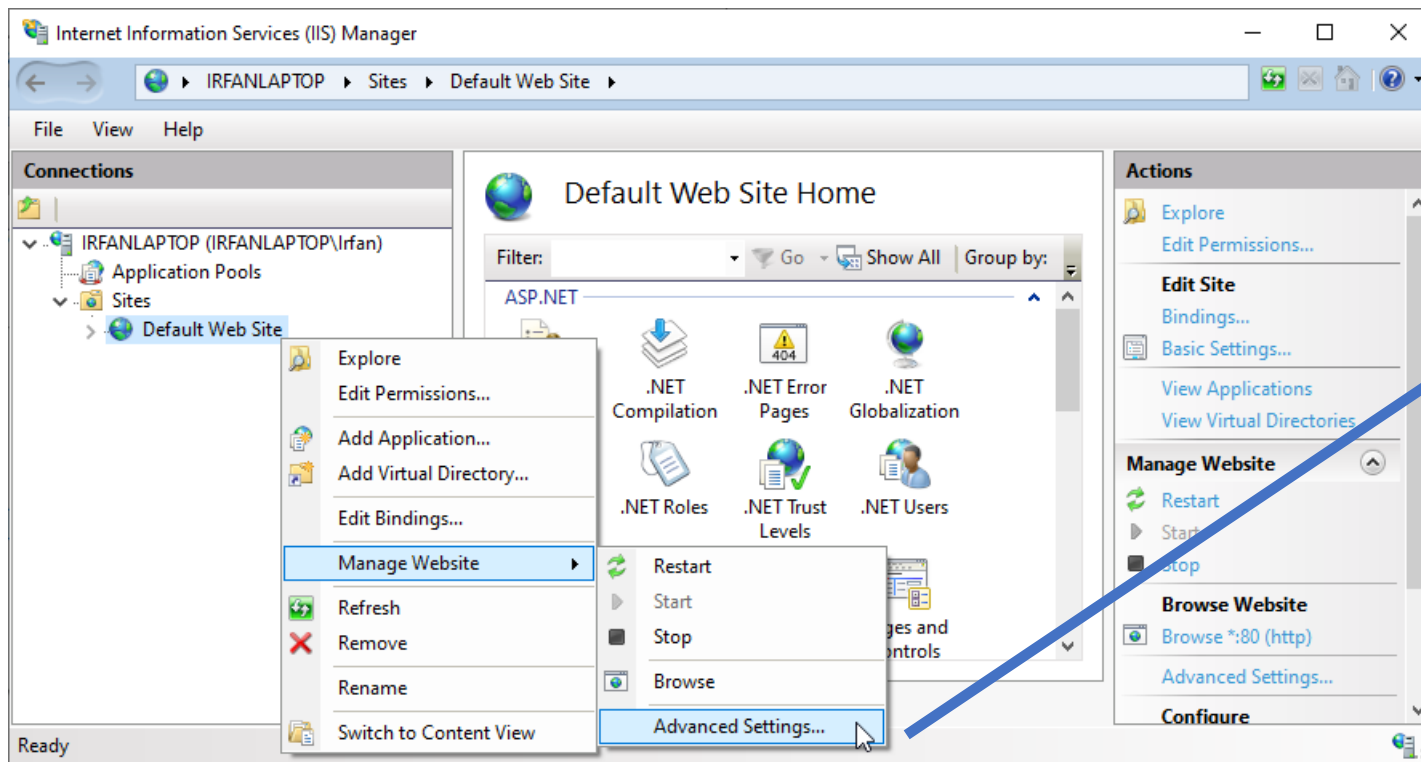 Internet Information Services (IIS) Manager
IRFANLAPTOP Sites Default Web Site
File View Help
Connections
IRFANLAPTOP (IRFANLAPTOP\Irfan)
Application Pools
Sites
Default Web Site
Explore
Edit Permissions...
Add Application...
Add Virtual Directory...
Edit Bindings...
Manage Website
Refresh
Remove
Rename
Switch to Content View
Restart
Start
Stop
Browse
Advanced Settings...
Default Web Site Home
Filter: Go Show All Group by:
ASP.NET
.NET
Compilation
.NET Error
Pages
.NET
Globalization
404
.NET Roles
.NET Trust
Levels
.NET Users
and
Actions
Explore
Edit Permissions...
Edit Site
Bindings...
Basic Settings...
View Applications
View Virtual Directories
Manage Website
Restart
Start
Stop
Browse Website
Browse *:80 (http)
Advanced Settings...
Configure
Ready